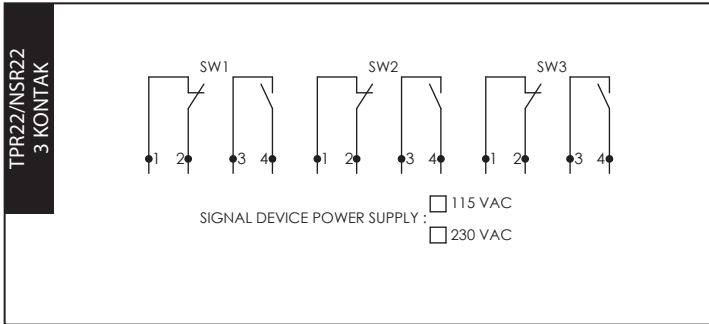 TPR22/NSR22
3 KONTAK
SW1 SW2 SW3
1 2 3 4 1 2 3 4 1 2 3 4
SIGNAL DEVICE POWER SUPPLY :
115 VAC
230 VAC